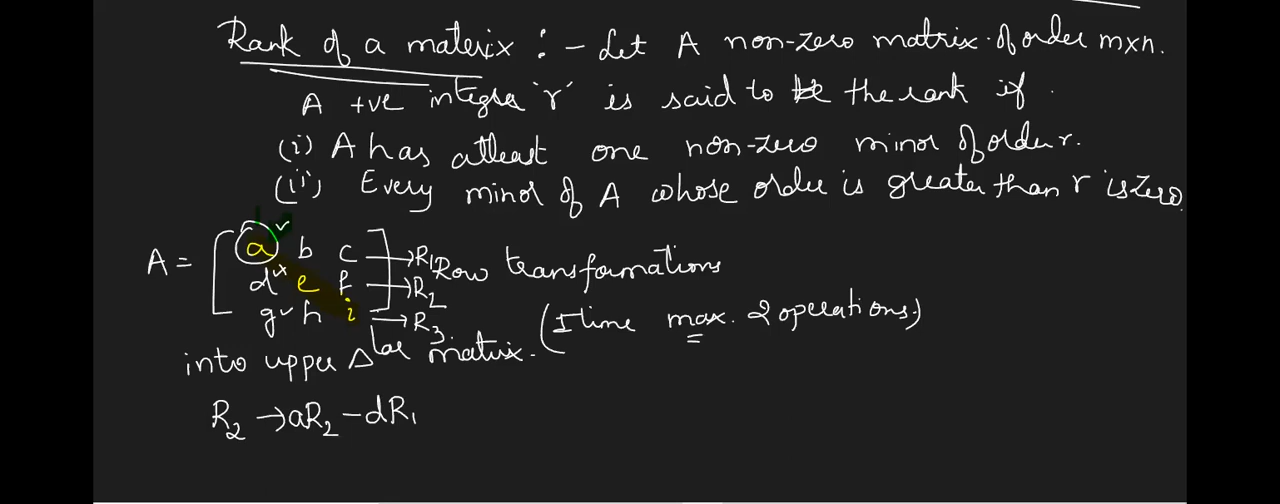 Rank of a matrix : - Let A non-zero matrix of order mxn.
A +ve integer 'r' is said to be the rank if
(i) A has atleast one non-zero minor of order r.
(ii) Every minor of A whose order is greater than r is zero.
A = [ a b c ] → R1 Row transformations
d e f → R2
g h i → R3 (I time max. 2 operations.)
into upper Δlar matrix.
R2 → aR2 - dR1